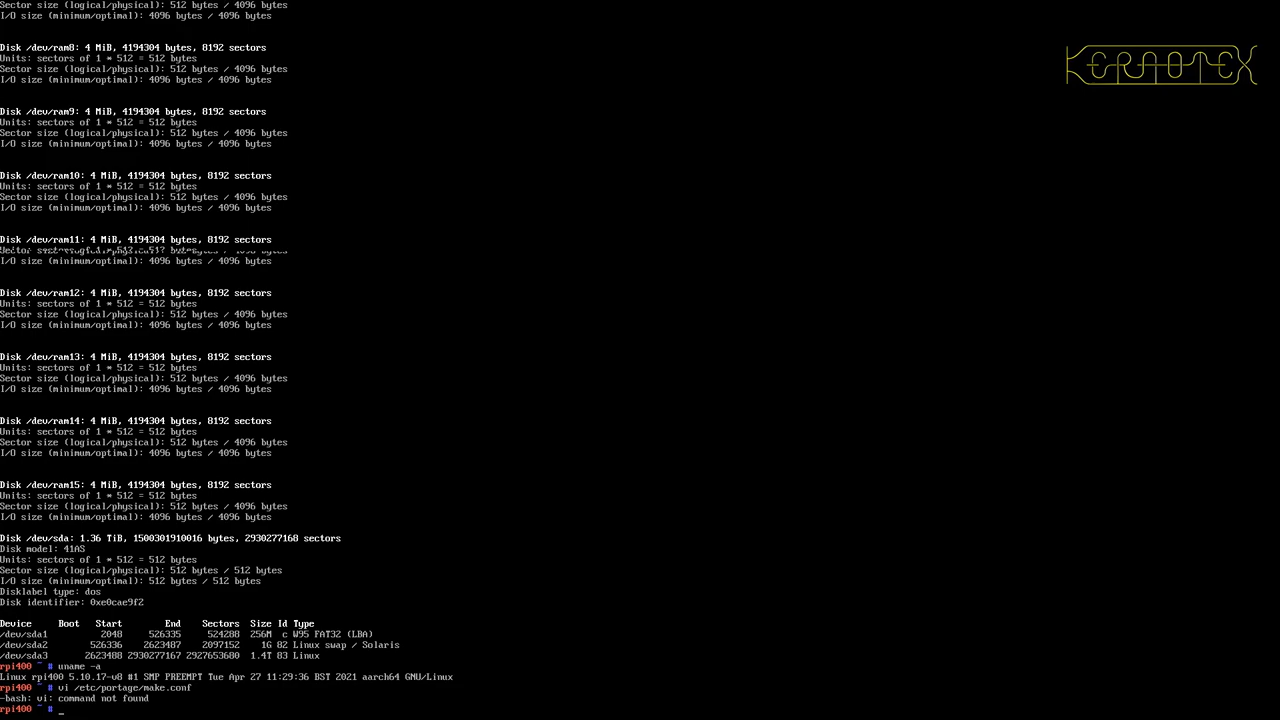 Sector size (logical/physical): 512 bytes / 4096 bytes
I/O size (minimum/optimal): 4096 bytes / 4096 bytes
KERAOTEX
Disk /dev/ram8: 4 MiB, 4194304 bytes, 8192 sectors
Units: sectors of 1 * 512 = 512 bytes
Sector size (logical/physical): 512 bytes / 4096 bytes
I/O size (minimum/optimal): 4096 bytes / 4096 bytes
Disk /dev/ram9: 4 MiB, 4194304 bytes, 8192 sectors
Units: sectors of 1 * 512 = 512 bytes
Sector size (logical/physical): 512 bytes / 4096 bytes
I/O size (minimum/optimal): 4096 bytes / 4096 bytes
Disk /dev/ram10: 4 MiB, 4194304 bytes, 8192 sectors
Units: sectors of 1 * 512 = 512 bytes
Sector size (logical/physical): 512 bytes / 4096 bytes
I/O size (minimum/optimal): 4096 bytes / 4096 bytes
Disk /dev/ram11: 4 MiB, 4194304 bytes, 8192 sectors
I/O size (minimum/optimal): 4096 bytes / 4096 bytes
Disk /dev/ram12: 4 MiB, 4194304 bytes, 8192 sectors
Units: sectors of 1 * 512 = 512 bytes
Sector size (logical/physical): 512 bytes / 4096 bytes
I/O size (minimum/optimal): 4096 bytes / 4096 bytes
Disk /dev/ram13: 4 MiB, 4194304 bytes, 8192 sectors
Units: sectors of 1 * 512 = 512 bytes
Sector size (logical/physical): 512 bytes / 4096 bytes
I/O size (minimum/optimal): 4096 bytes / 4096 bytes
Disk /dev/ram14: 4 MiB, 4194304 bytes, 8192 sectors
Units: sectors of 1 * 512 = 512 bytes
Sector size (logical/physical): 512 bytes / 4096 bytes
I/O size (minimum/optimal): 4096 bytes / 4096 bytes
Disk /dev/ram15: 4 MiB, 4194304 bytes, 8192 sectors
Units: sectors of 1 * 512 = 512 bytes
Sector size (logical/physical): 512 bytes / 4096 bytes
I/O size (minimum/optimal): 4096 bytes / 4096 bytes
Disk /dev/sda: 1.36 TiB, 1500301910016 bytes, 2930277168 sectors
Disk model: 41AS
Units: sectors of 1 * 512 = 512 bytes
Sector size (logical/physical): 512 bytes / 512 bytes
I/O size (minimum/optimal): 512 bytes / 512 bytes
Disklabel type: dos
Disk identifier: 0xe0cae9f2
Device Boot Start End Sectors Size Id Type
/dev/sda1 2048 526335 524288 256M c W95 FAT32 (LBA)
/dev/sda2 526336 2623487 2097152 1G 82 Linux swap / Solaris
/dev/sda3 2623488 2930277167 2927653680 1.4T 83 Linux
rpi400 ~ # uname -a
Linux rpi400 5.10.17-v8 #1 SMP PREEMPT Tue Apr 27 11:29:36 BST 2021 aarch64 GNU/Linux
rpi400 ~ # vi /etc/portage/make.conf
-bash: vi: command not found
rpi400 ~ # _